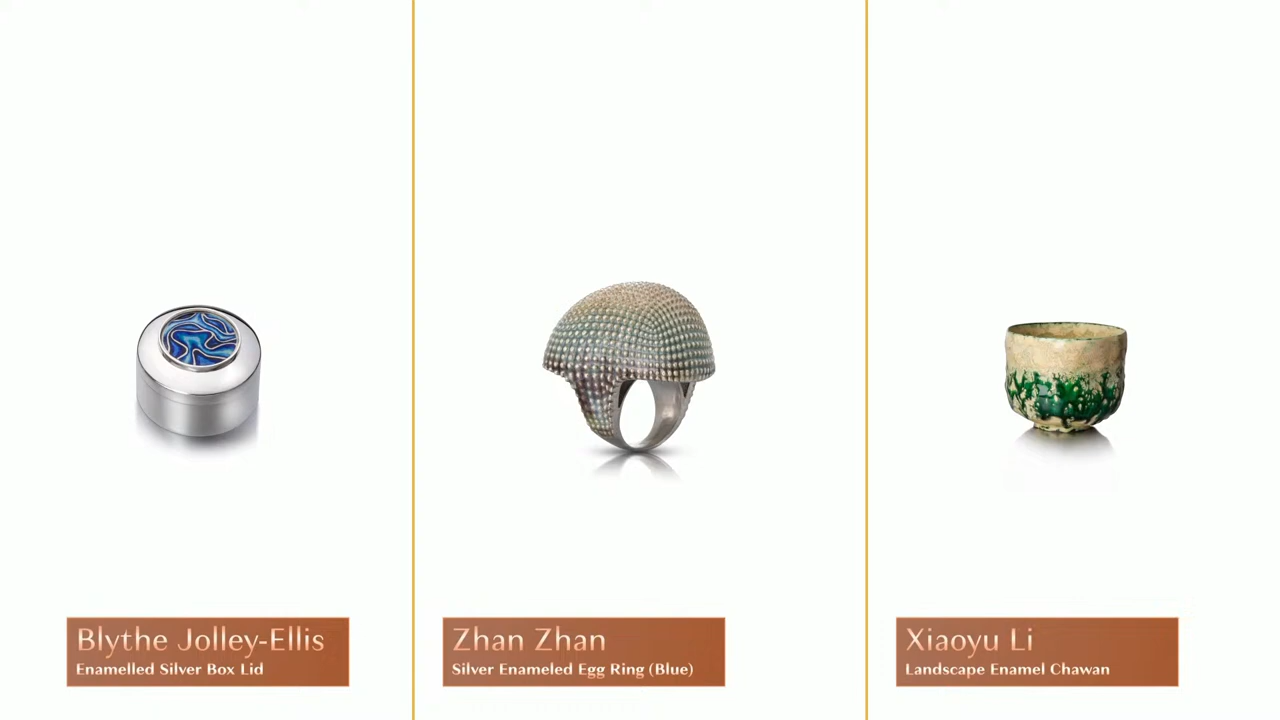 Blythe Jolley-Ellis
Enamelled Silver Box Lid
Zhan Zhan
Silver Enameled Egg Ring (Blue)
Xiaoyu Li
Landscape Enamel Chawan